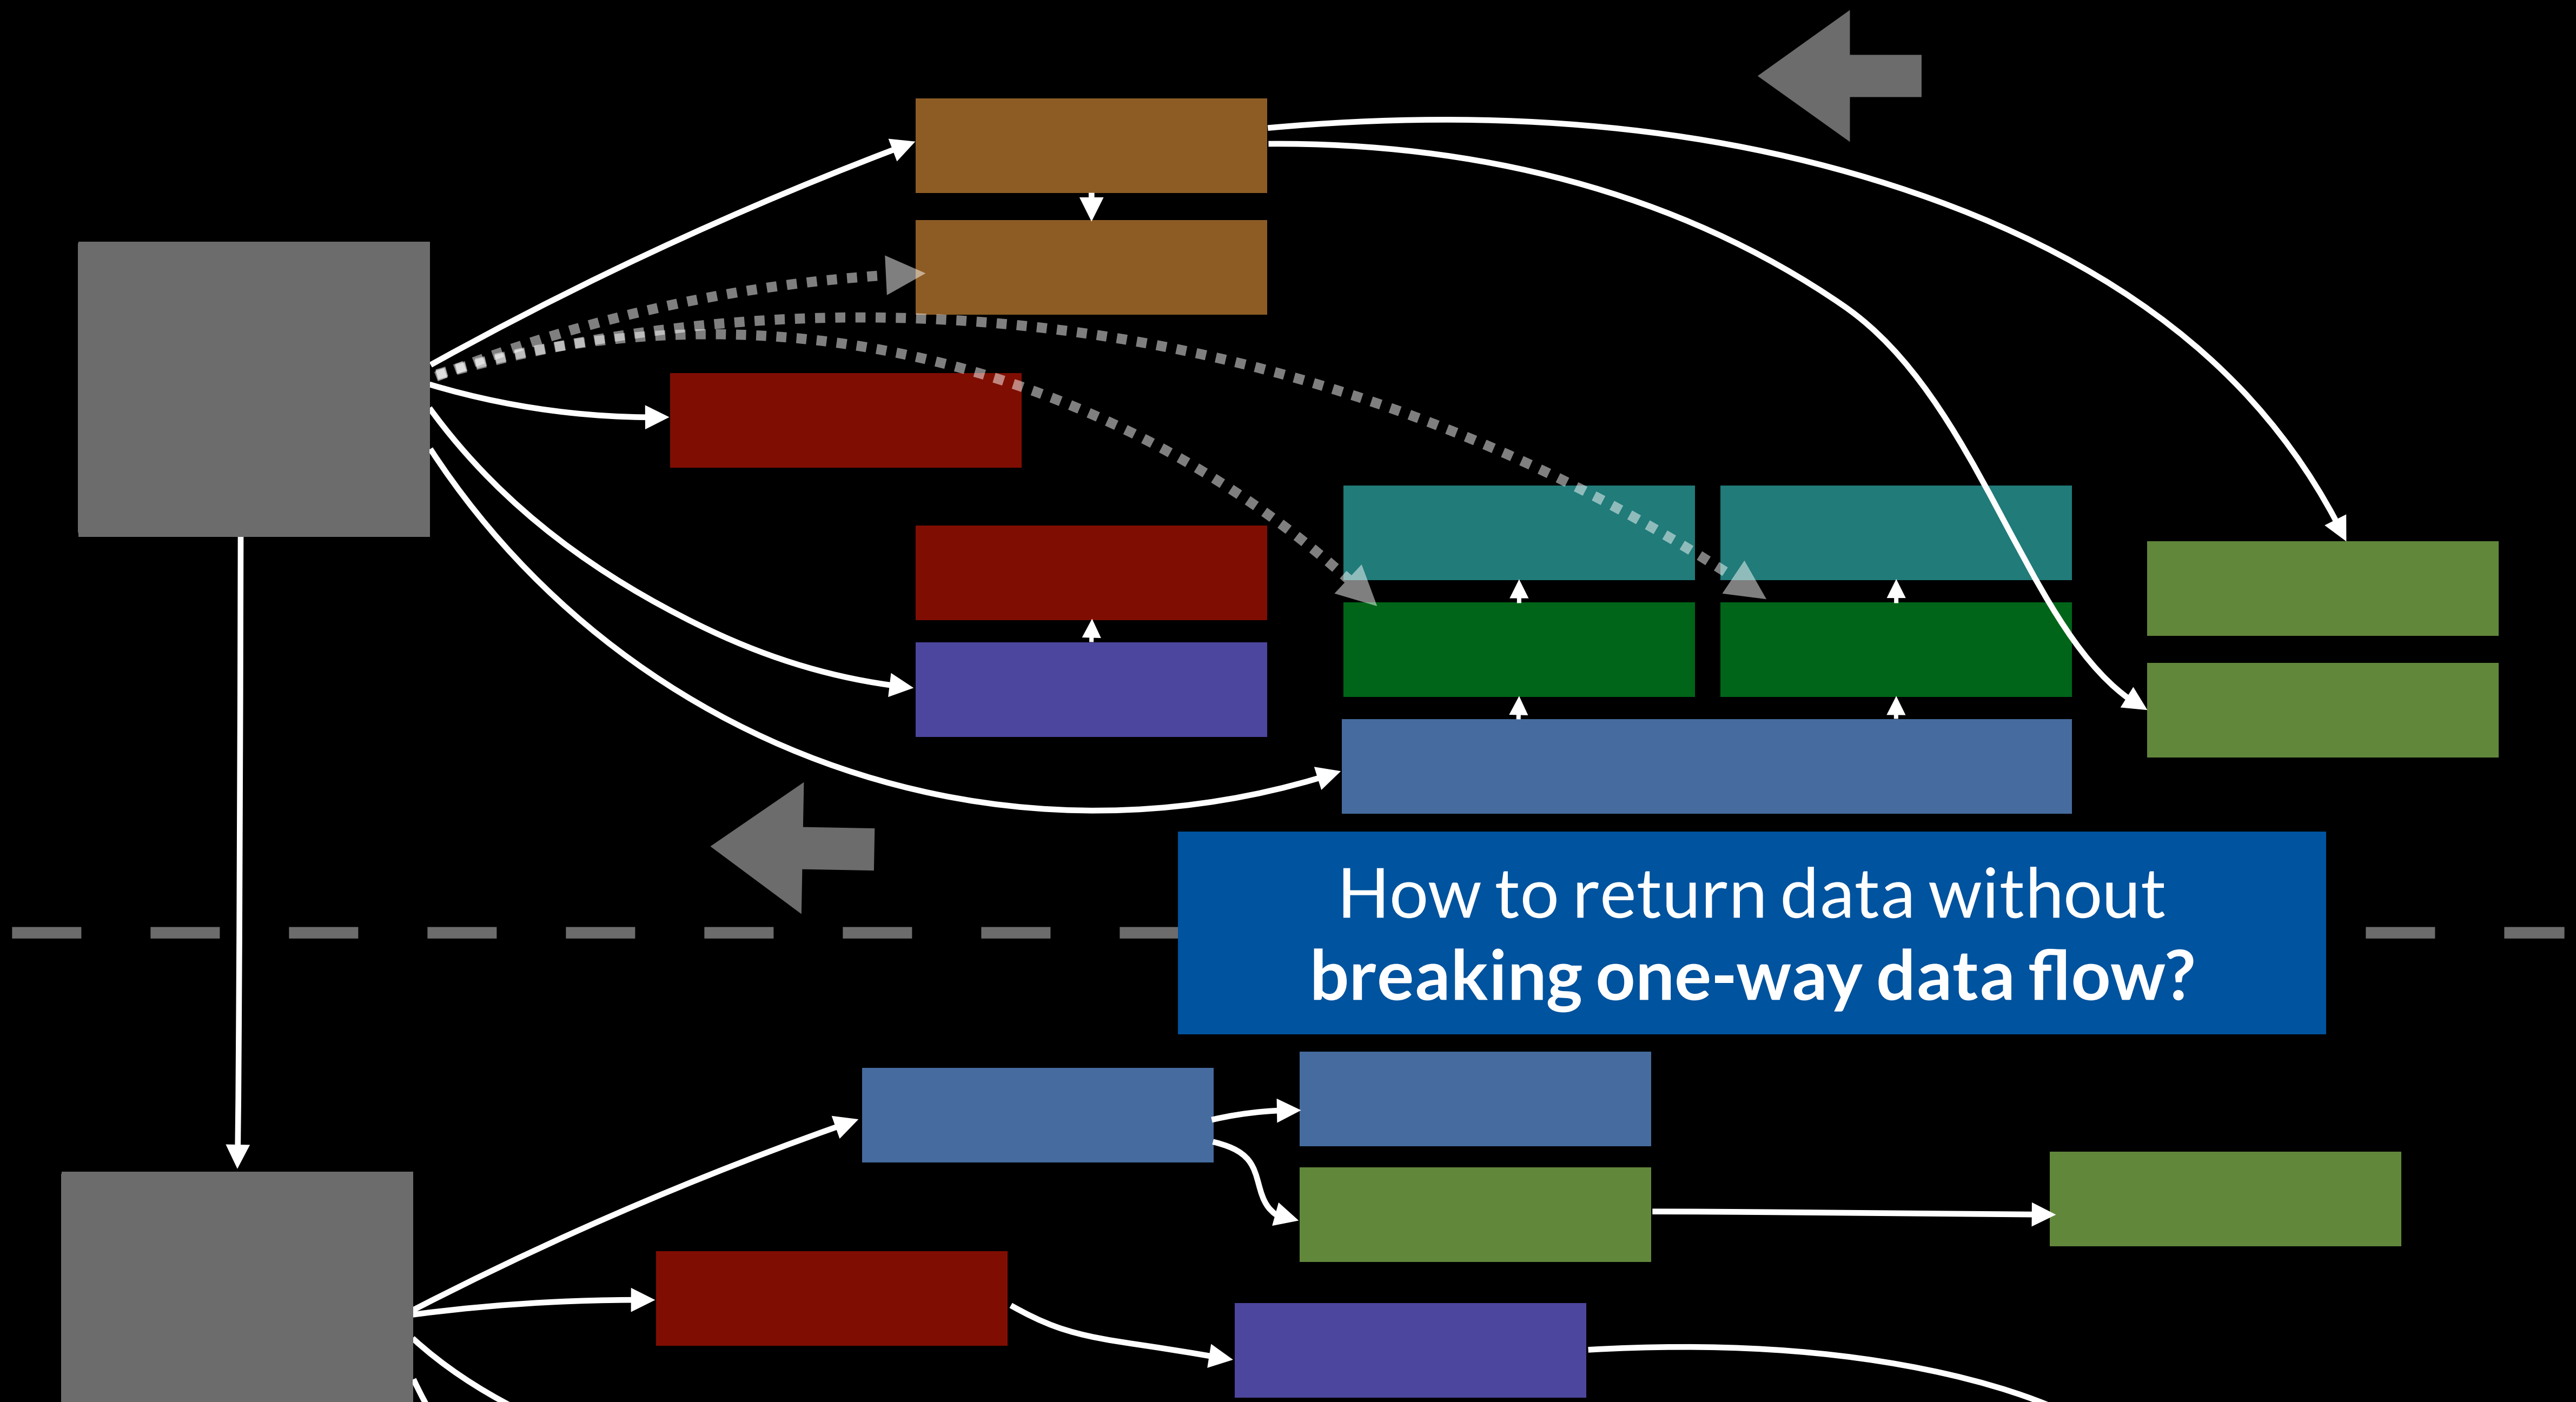 How to return data without
breaking one-way data flow?